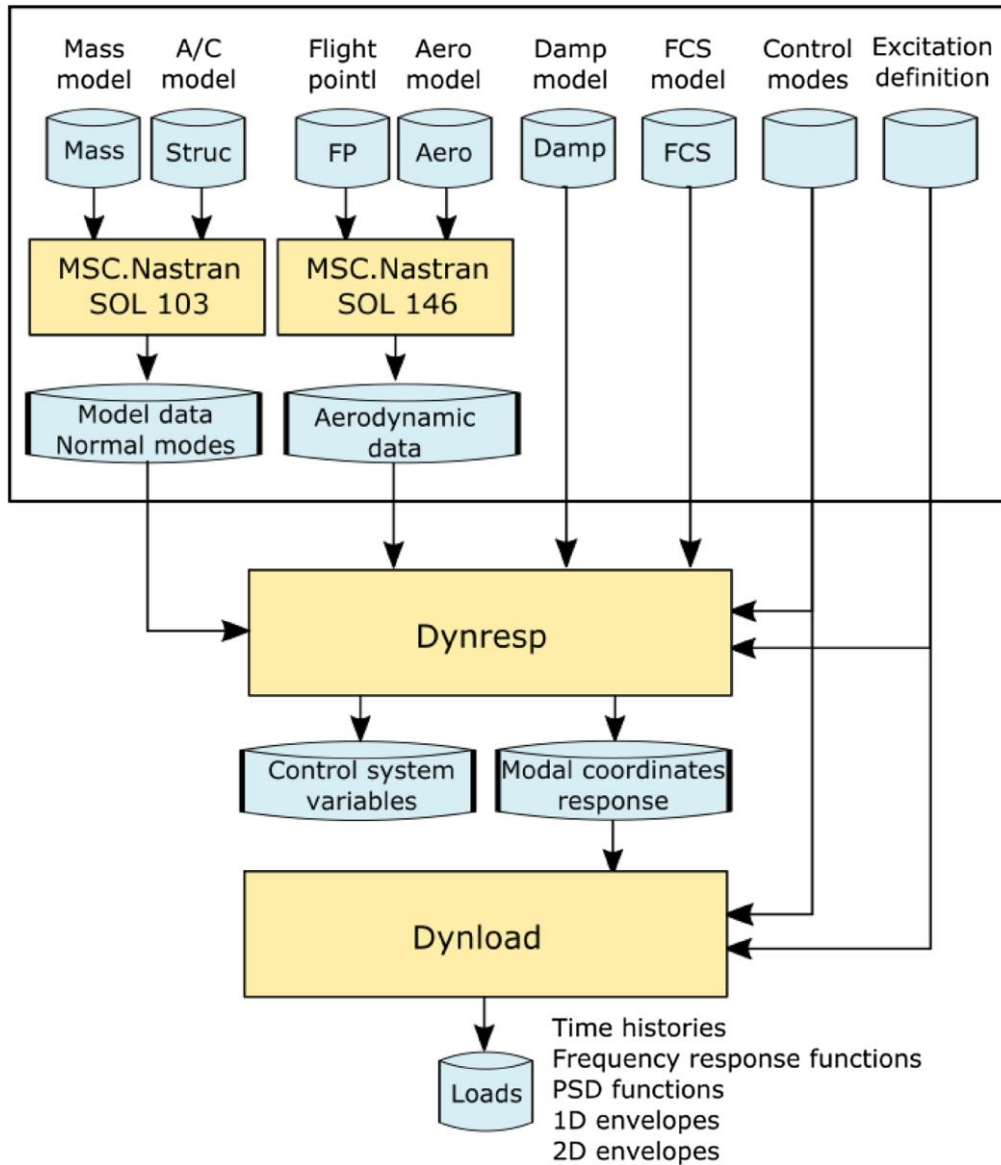 Mass
model
A/C
model
Flight
pointl
Aero
model
Damp
model
FCS
model
Control
modes
Excitation
definition
Mass
Struc
FP
Aero
Damp
FCS
MSC.Nastran
SOL 103
MSC.Nastran
SOL 146
Model data
Normal modes
Aerodynamic
data
Dynresp
Control system
variables
Modal coordinates
response
Dynload
Loads
Time histories
Frequency response functions
PSD functions
1D envelopes
2D envelopes